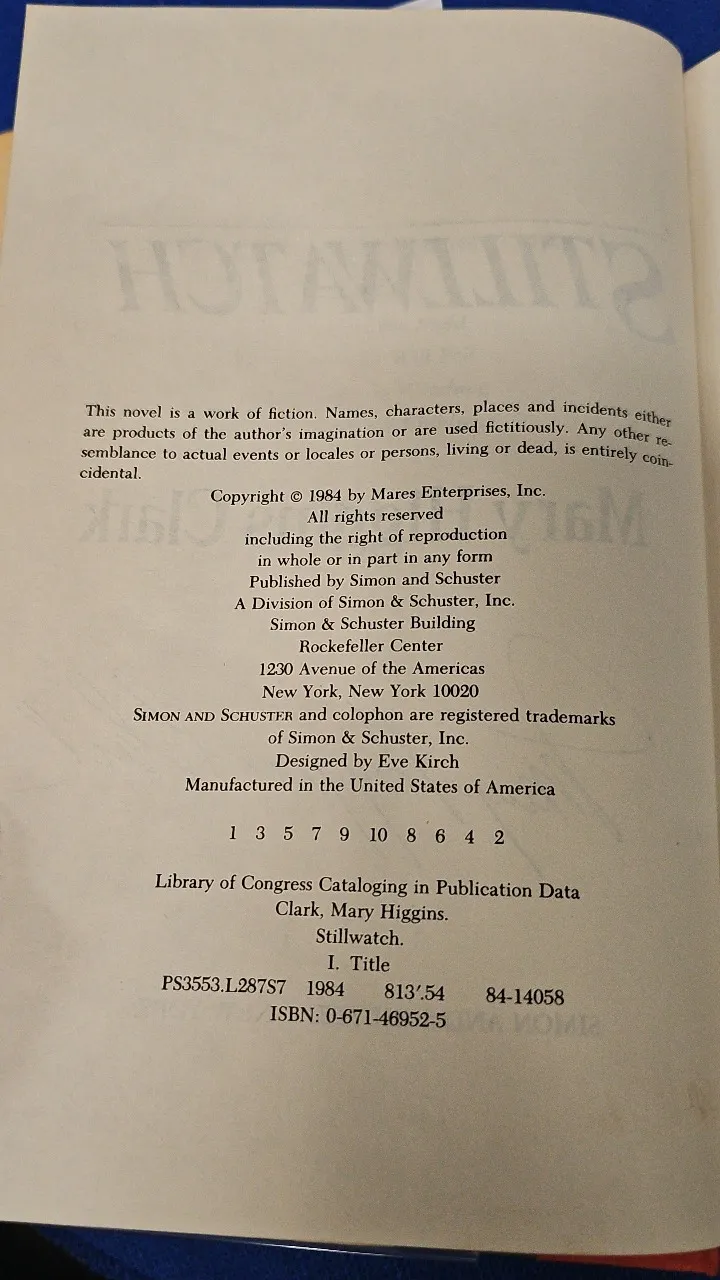 STILLWATCH
Mary Higgins Clark
This novel is a work of fiction. Names, characters, places and incidents either
are products of the author's imagination or are used fictitiously. Any other re-
semblance to actual events or locales or persons, living or dead, is entirely coin-
cidental.
Copyright © 1984 by Mares Enterprises, Inc.
All rights reserved
including the right of reproduction
in whole or in part in any form
Published by Simon and Schuster
A Division of Simon & Schuster, Inc.
Simon & Schuster Building
Rockefeller Center
1230 Avenue of the Americas
New York, New York 10020
SIMON AND SCHUSTER and colophon are registered trademarks
of Simon & Schuster, Inc.
Designed by Eve Kirch
Manufactured in the United States of America
1 3 5 7 9 10 8 6 4 2
Library of Congress Cataloging in Publication Data
Clark, Mary Higgins.
Stillwatch.
I. Title
PS3553.L287S7 1984 813'.54 84-14058
ISBN: 0-671-46952-5